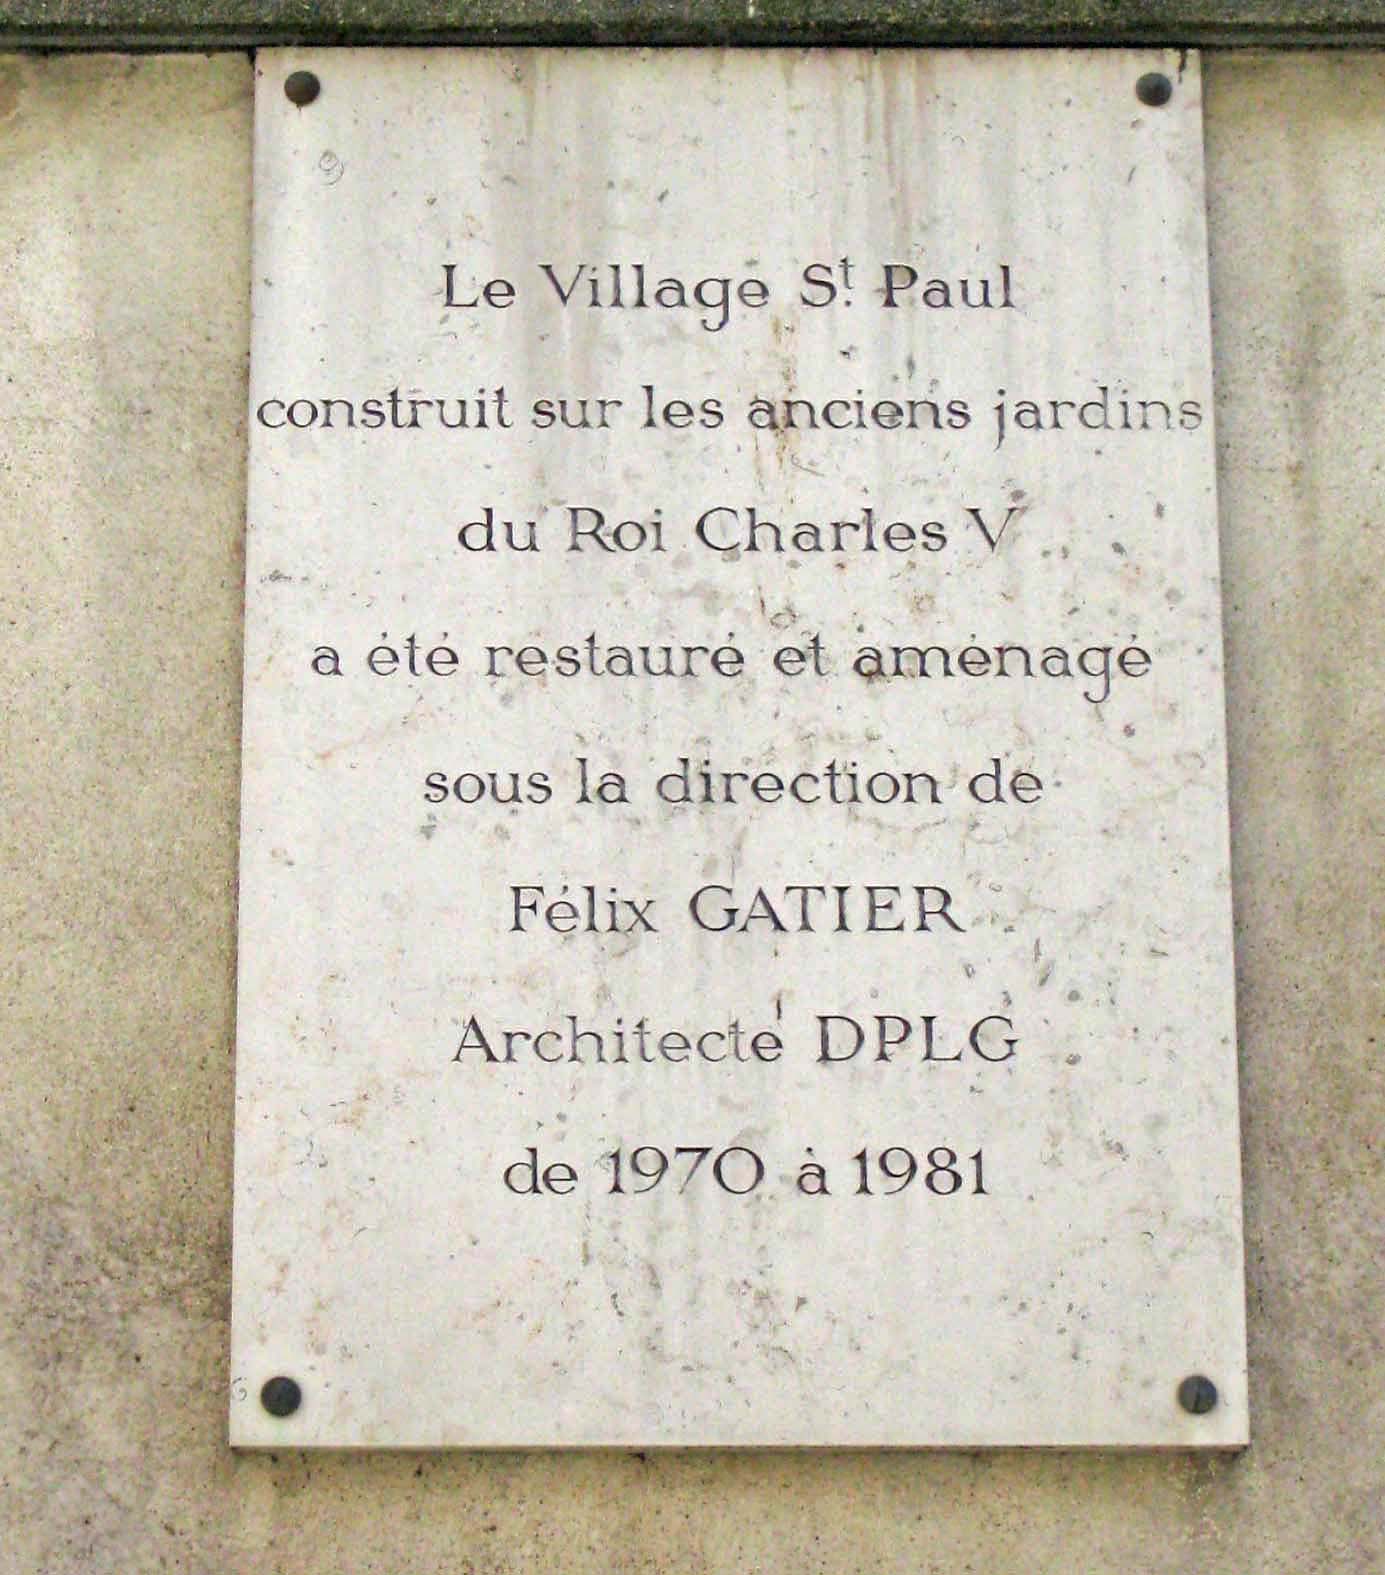 Le Village St. Paul
construit sur les anciens jardins
du Roi Charles V
a été restauré et aménagé
sous la direction de
Félix GATIER
Architecte DPLG
de 1970 à 1981